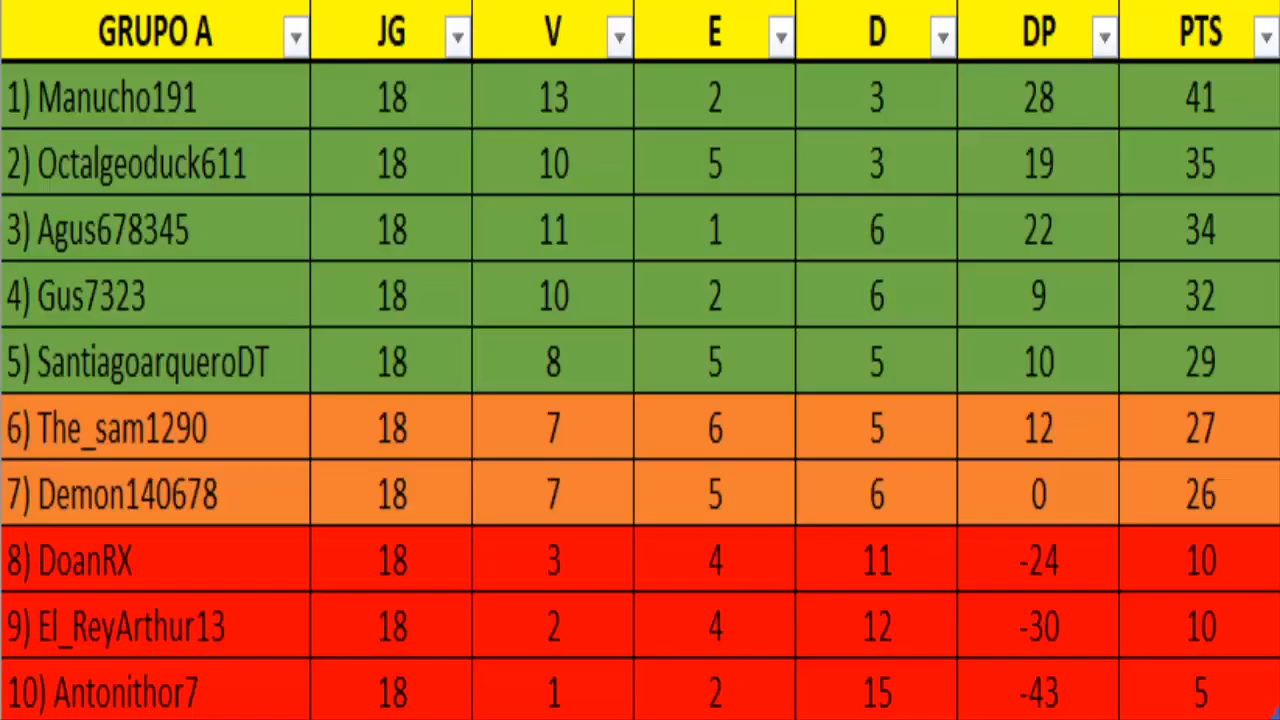 GRUPO A JG V E D DP PTS
1) Manucho191 18 13 2 3 28 41
2) Octalgeoduck611 18 10 5 3 19 35
3) Agus678345 18 11 1 6 22 34
4) Gus7323 18 10 2 6 9 32
5) SantiagoarqueroDT 18 8 5 5 10 29
6) The_sam1290 18 7 6 5 12 27
7) Demon140678 18 7 5 6 0 26
8) DoanRX 18 3 4 11 -24 10
9) El_ReyArthur13 18 2 4 12 -30 10
10) Antonithor7 18 1 2 15 -43 5